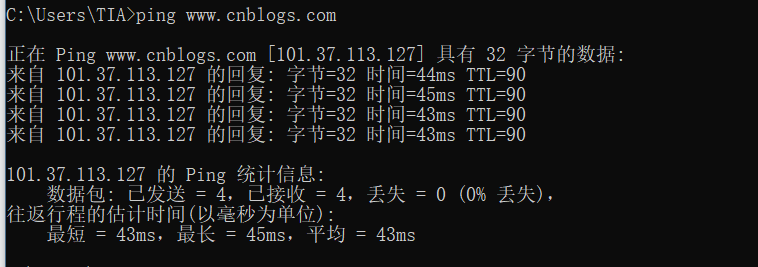 C:\Users\TIA>ping www.cnblogs.com
正在 Ping www.cnblogs.com [101.37.113.127] 具有 32 字节的数据:
来自 101.37.113.127 的回复: 字节=32 时间=44ms TTL=90
来自 101.37.113.127 的回复: 字节=32 时间=45ms TTL=90
来自 101.37.113.127 的回复: 字节=32 时间=43ms TTL=90
来自 101.37.113.127 的回复: 字节=32 时间=43ms TTL=90
101.37.113.127 的 Ping 统计信息:
数据包: 已发送 = 4，已接收 = 4，丢失 = 0 (0% 丢失)，
往返行程的估计时间(以毫秒为单位):
最短 = 43ms，最长 = 45ms，平均 = 43ms